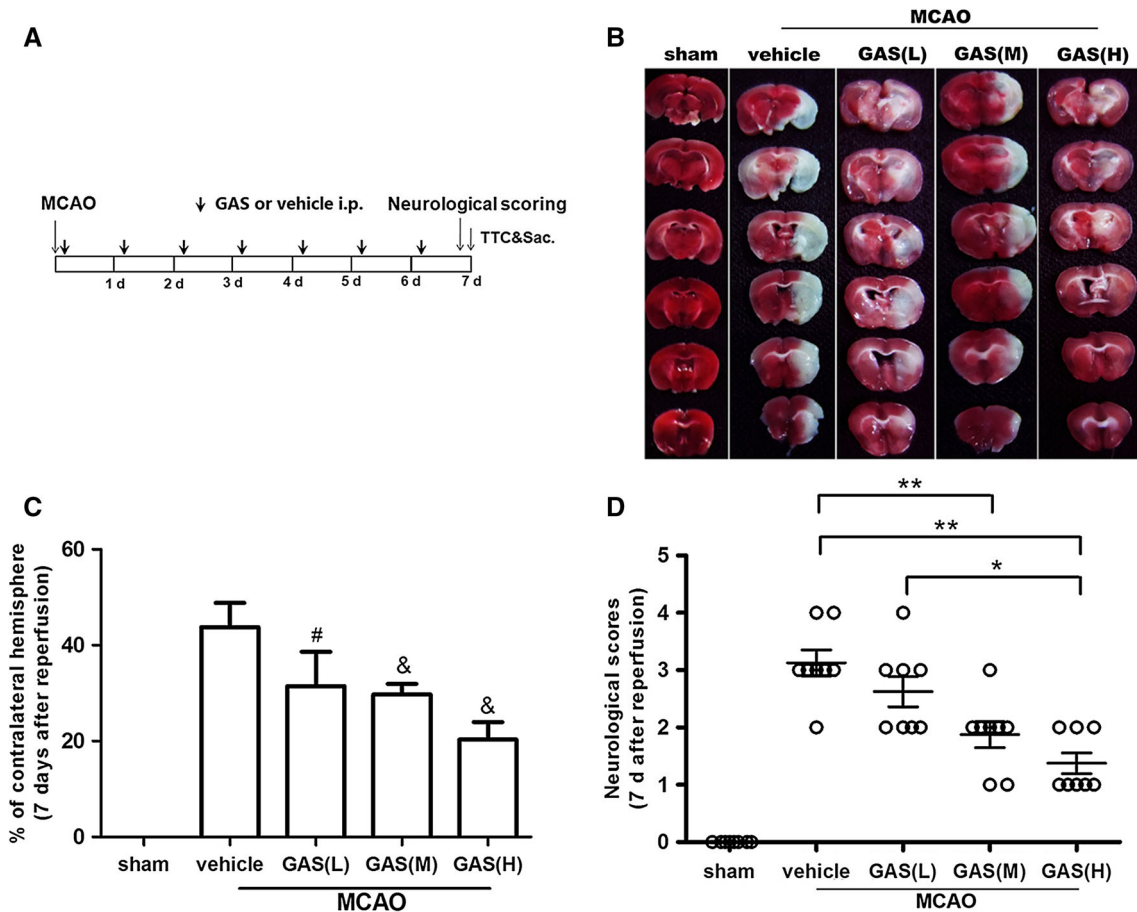 A
MCAO
GAS or vehicle i.p.
Neurological scoring
TTC&Sac.
1 d
2 d
3 d
4 d
5 d
6 d
7 d
B
MCAO
sham
vehicle
GAS(L)
GAS(M)
GAS(H)
C
% of contralateral hemisphere
(7 days after reperfusion)
60
40
20
0
#
&
&
sham
vehicle
GAS(L)
GAS(M)
GAS(H)
MCAO
D
**
**
*
Neurological scores
(7 d after reperfusion)
5
4
3
2
1
0
sham
vehicle
GAS(L)
GAS(M)
GAS(H)
MCAO